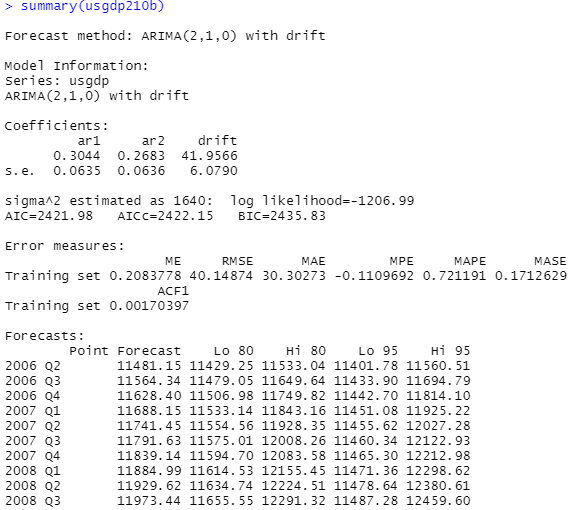 > summary(usgdp210b)
Forecast method: ARIMA(2,1,0) with drift
Model Information:
Series: usgdp
ARIMA(2,1,0) with drift
Coefficients:
ar1 ar2 drift
0.3044 0.2683 41.9566
s.e. 0.0635 0.0636 6.0790
sigma^2 estimated as 1640: log likelihood=-1206.99
AIC=2421.98 AICc=2422.15 BIC=2435.83
Error measures:
ME RMSE MAE MPE MAPE MASE
Training set 0.2083778 40.14874 30.30273 -0.1109692 0.721191 0.1712629
ACF1
Training set 0.00170397
Forecasts:
Point Forecast Lo 80 Hi 80 Lo 95 Hi 95
2006 Q2 11481.15 11429.25 11533.04 11401.78 11560.51
2006 Q3 11564.34 11479.05 11649.64 11433.90 11694.79
2006 Q4 11628.40 11506.98 11749.82 11442.70 11814.10
2007 Q1 11688.15 11533.14 11843.16 11451.08 11925.22
2007 Q2 11741.45 11554.56 11928.35 11455.62 12027.28
2007 Q3 11791.63 11575.01 12008.26 11460.34 12122.93
2007 Q4 11839.14 11594.70 12083.58 11465.30 12212.98
2008 Q1 11884.99 11614.53 12155.45 11471.36 12298.62
2008 Q2 11929.62 11634.74 12224.51 11478.64 12380.61
2008 Q3 11973.44 11655.55 12291.32 11487.28 12459.60